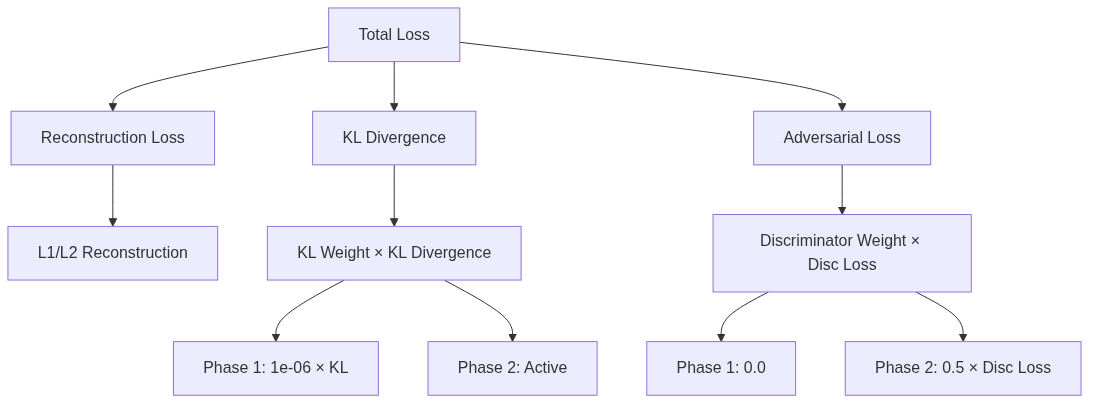 Total Loss
Reconstruction Loss
KL Divergence
Adversarial Loss
L1/L2 Reconstruction
KL Weight × KL Divergence
Discriminator Weight ×
Disc Loss
Phase 1: 1e-06 × KL
Phase 2: Active
Phase 1: 0.0
Phase 2: 0.5 × Disc Loss